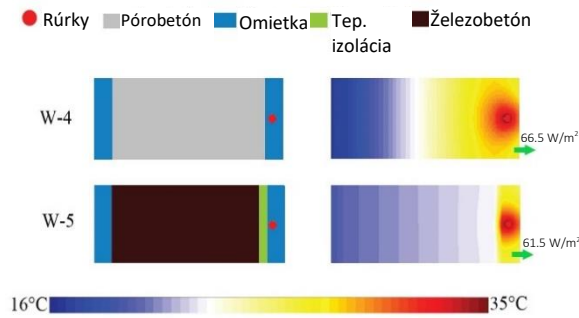 Rúrky Pórobetón Omietka Tep. izolácia Železobetón
W-4
66.5 W/m²
W-5
61.5 W/m²
16°C 35°C